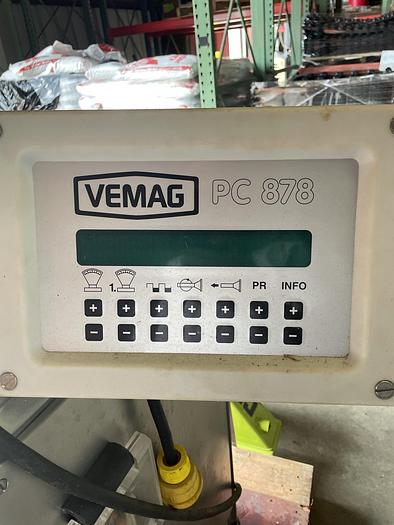 VEMAG PC 878
1. PR INFO
+ + + + + + +
- - - - - - -